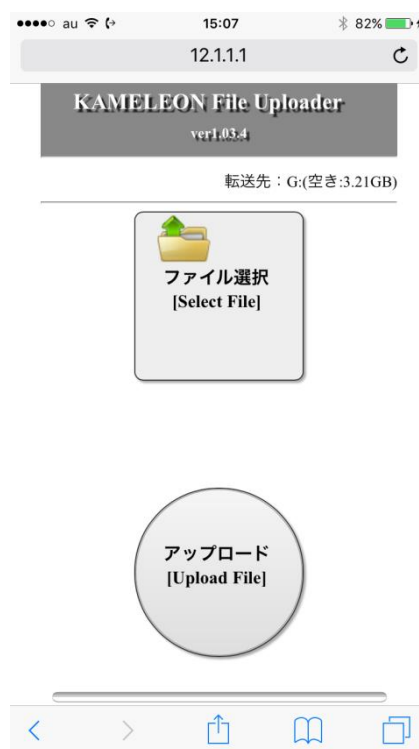 au
15:07
82%
12.1.1.1
KAMELEON File Uploader
ver1.03.4
転送先：G:(空き:3.21GB)
ファイル選択
[Select File]
アップロード
[Upload File]